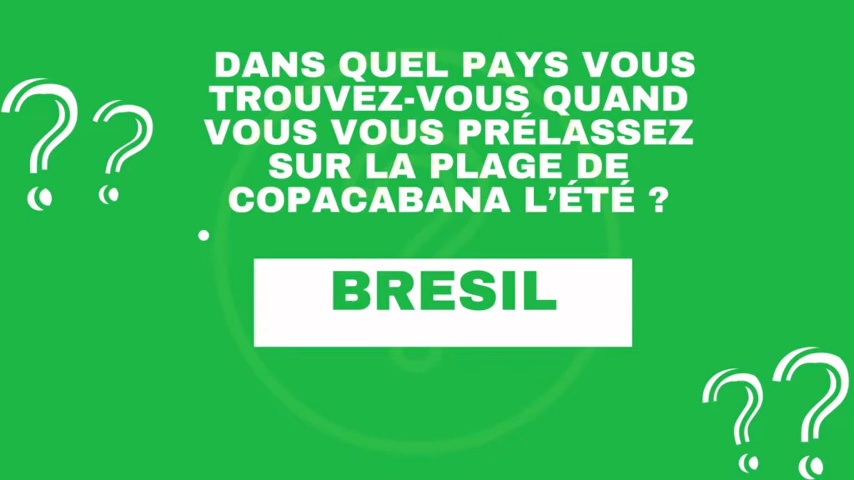 DANS QUEL PAYS VOUS
TROUVEZ-VOUS QUAND
VOUS VOUS PRÉLASSEZ
SUR LA PLAGE DE
COPACABANA L’ÉTÉ ?
BRESIL